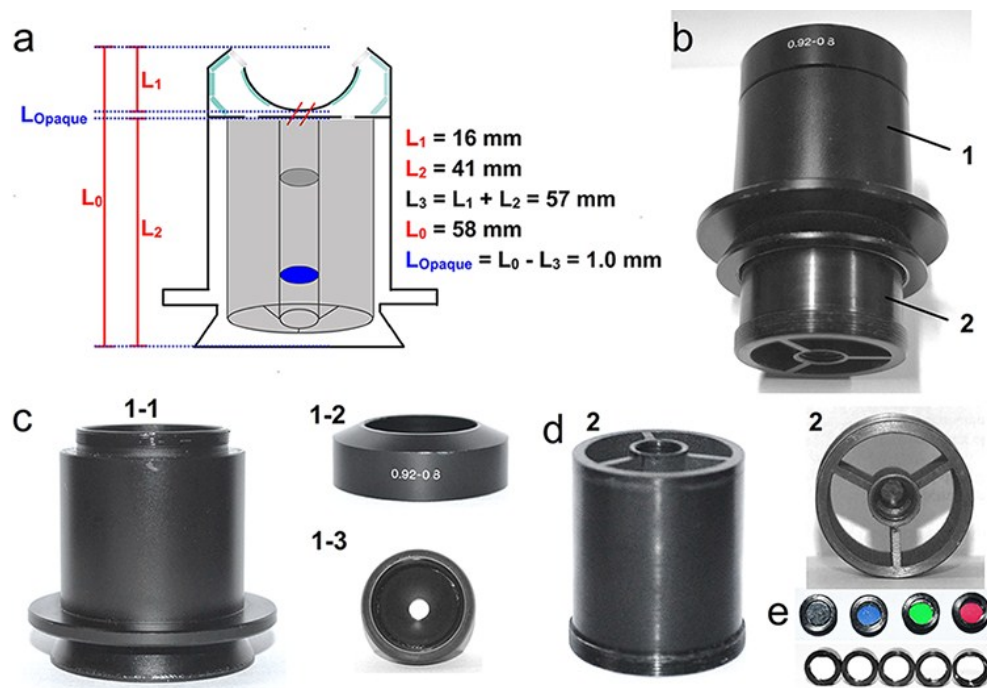 a
L1
LOpaque
L0
L2
L1 = 16 mm
L2 = 41 mm
L3 = L1 + L2 = 57 mm
L0 = 58 mm
LOpaque = L0 - L3 = 1.0 mm
b
0.92-0.8
1
2
c
1-1
1-2
0.92-0.8
1-3
d
2
2
e